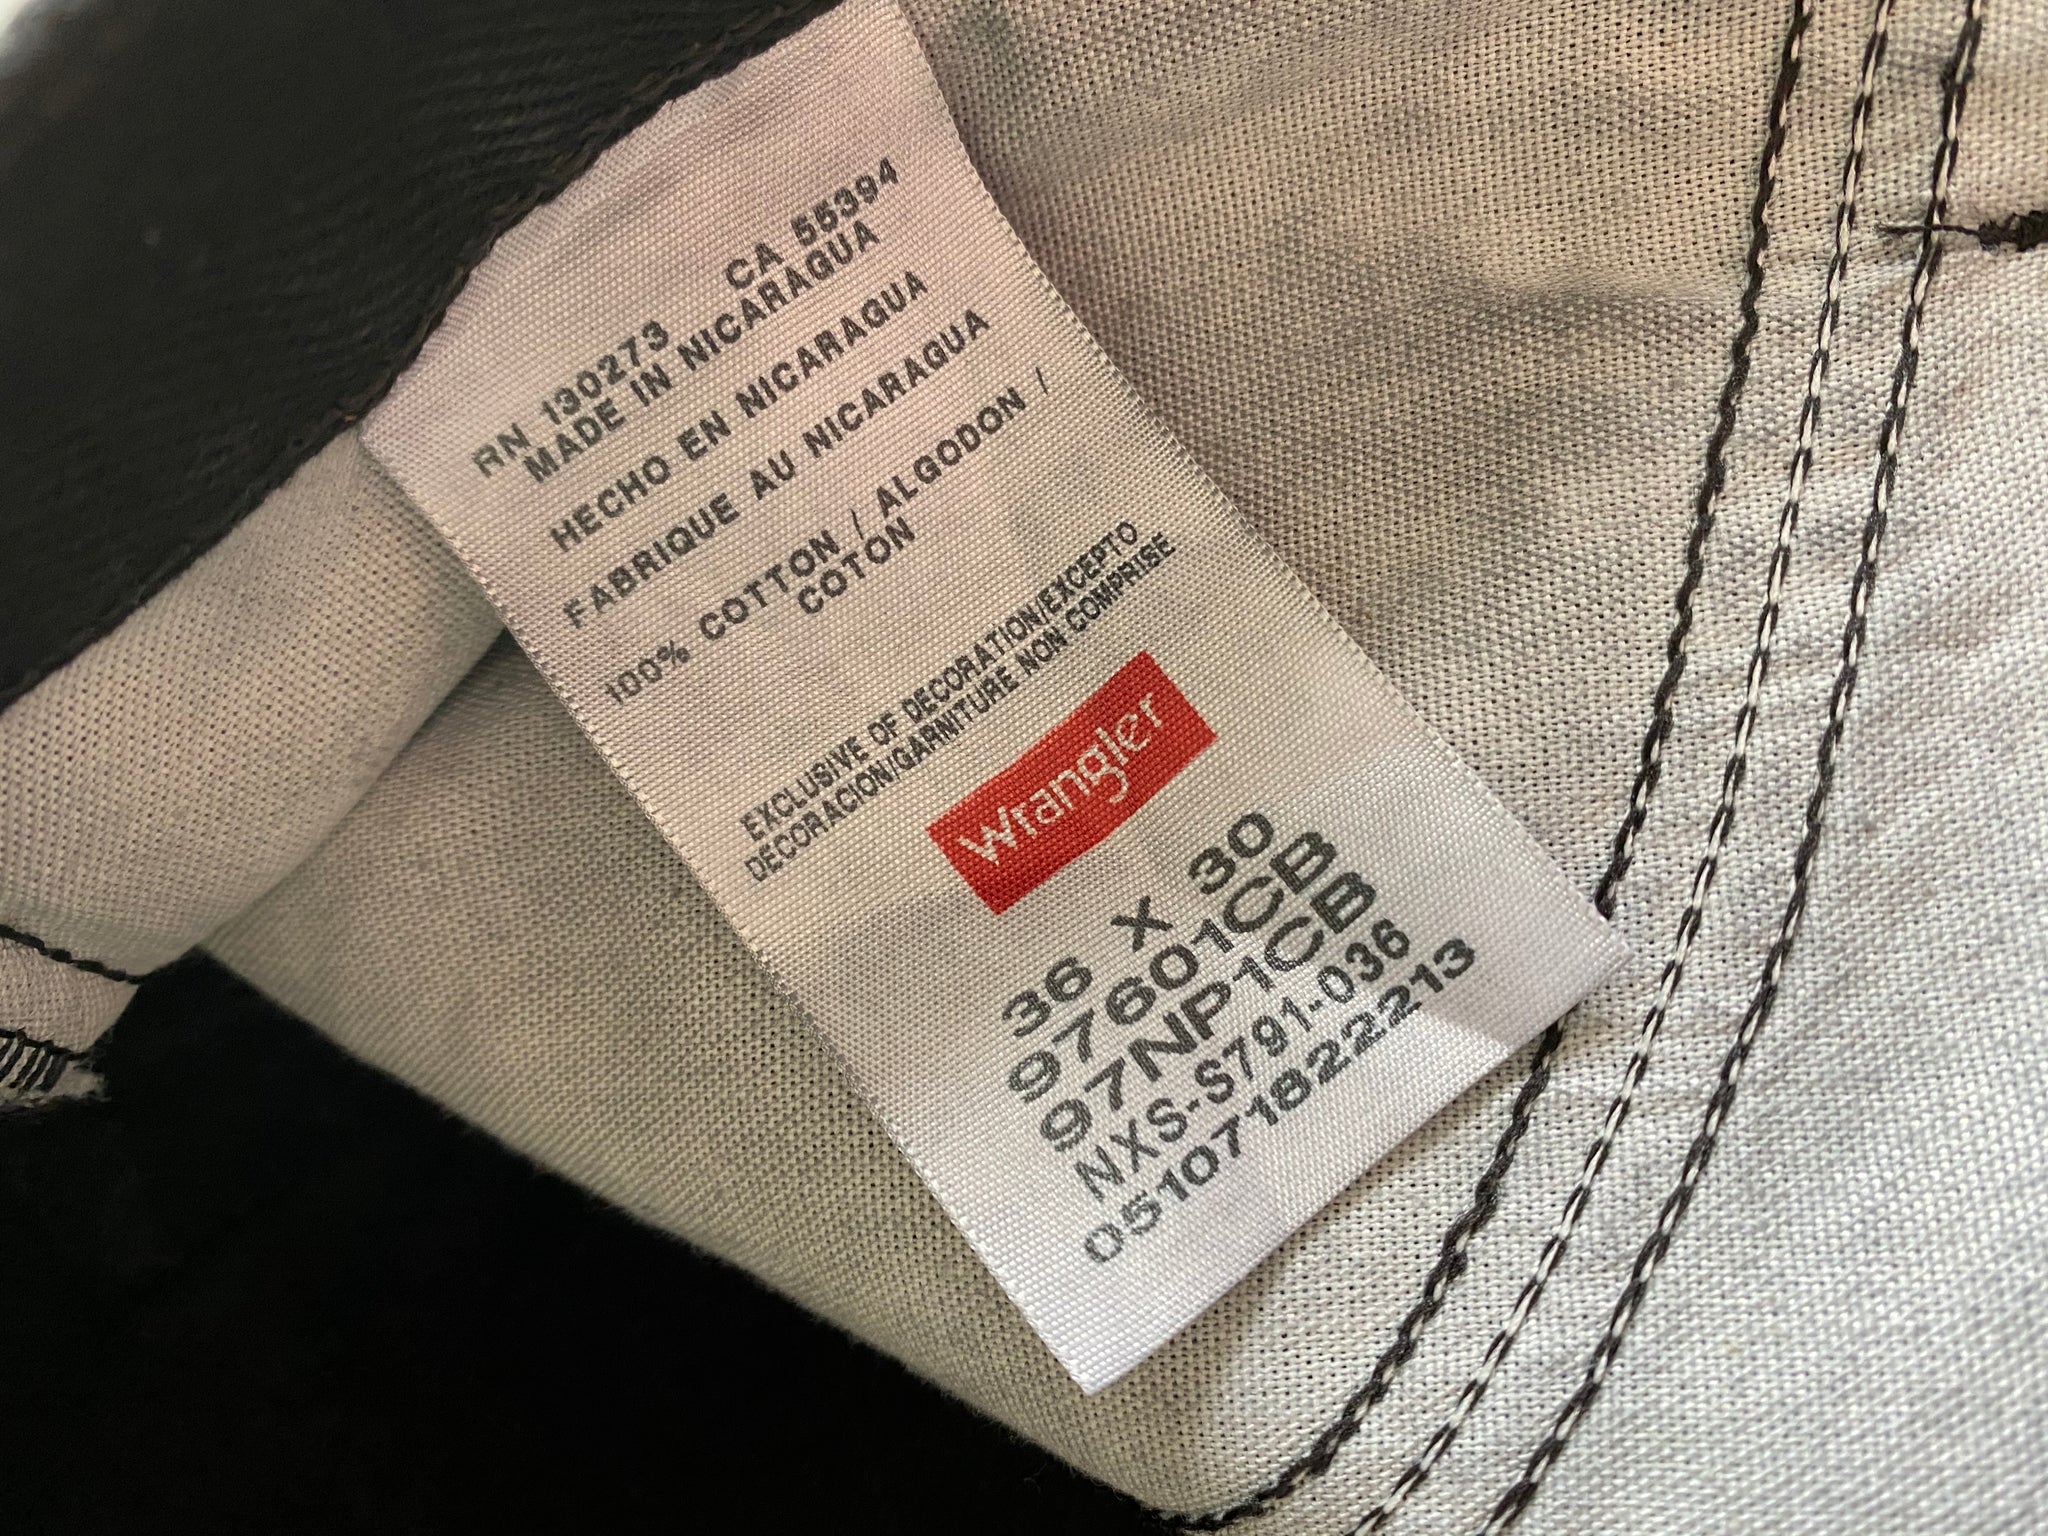 RN 130273 CA 55394
MADE IN NICARAGUA
HECHO EN NICARAGUA
FABRIQUE AU NICARAGUA
100% COTTON / ALGODON /
COTON
EXCLUSIVE OF DECORATION/EXCEPTO
DECORACION/GARNITURE NON COMPRISE
Wrangler
36 X 30
97601CB
97NP1CB
NXS-S791-036
051071822213